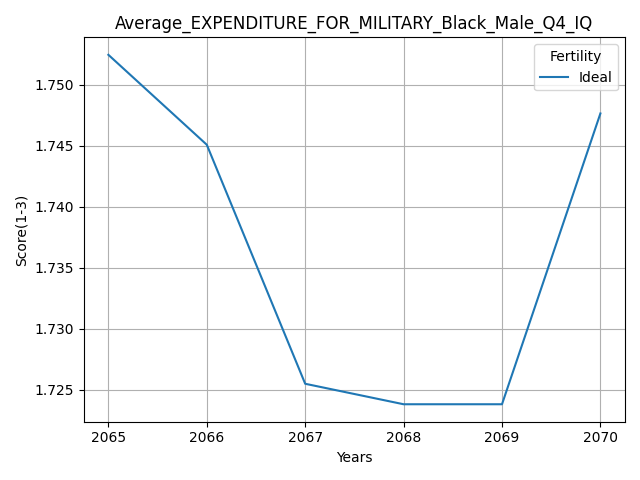 Average_EXPENDITURE_FOR_MILITARY_Black_Male_Q4_IQ
Fertility
Ideal
1.750
1.745
1.740
1.735
1.730
1.725
Score(1-3)
2065 2066 2067 2068 2069 2070
Years